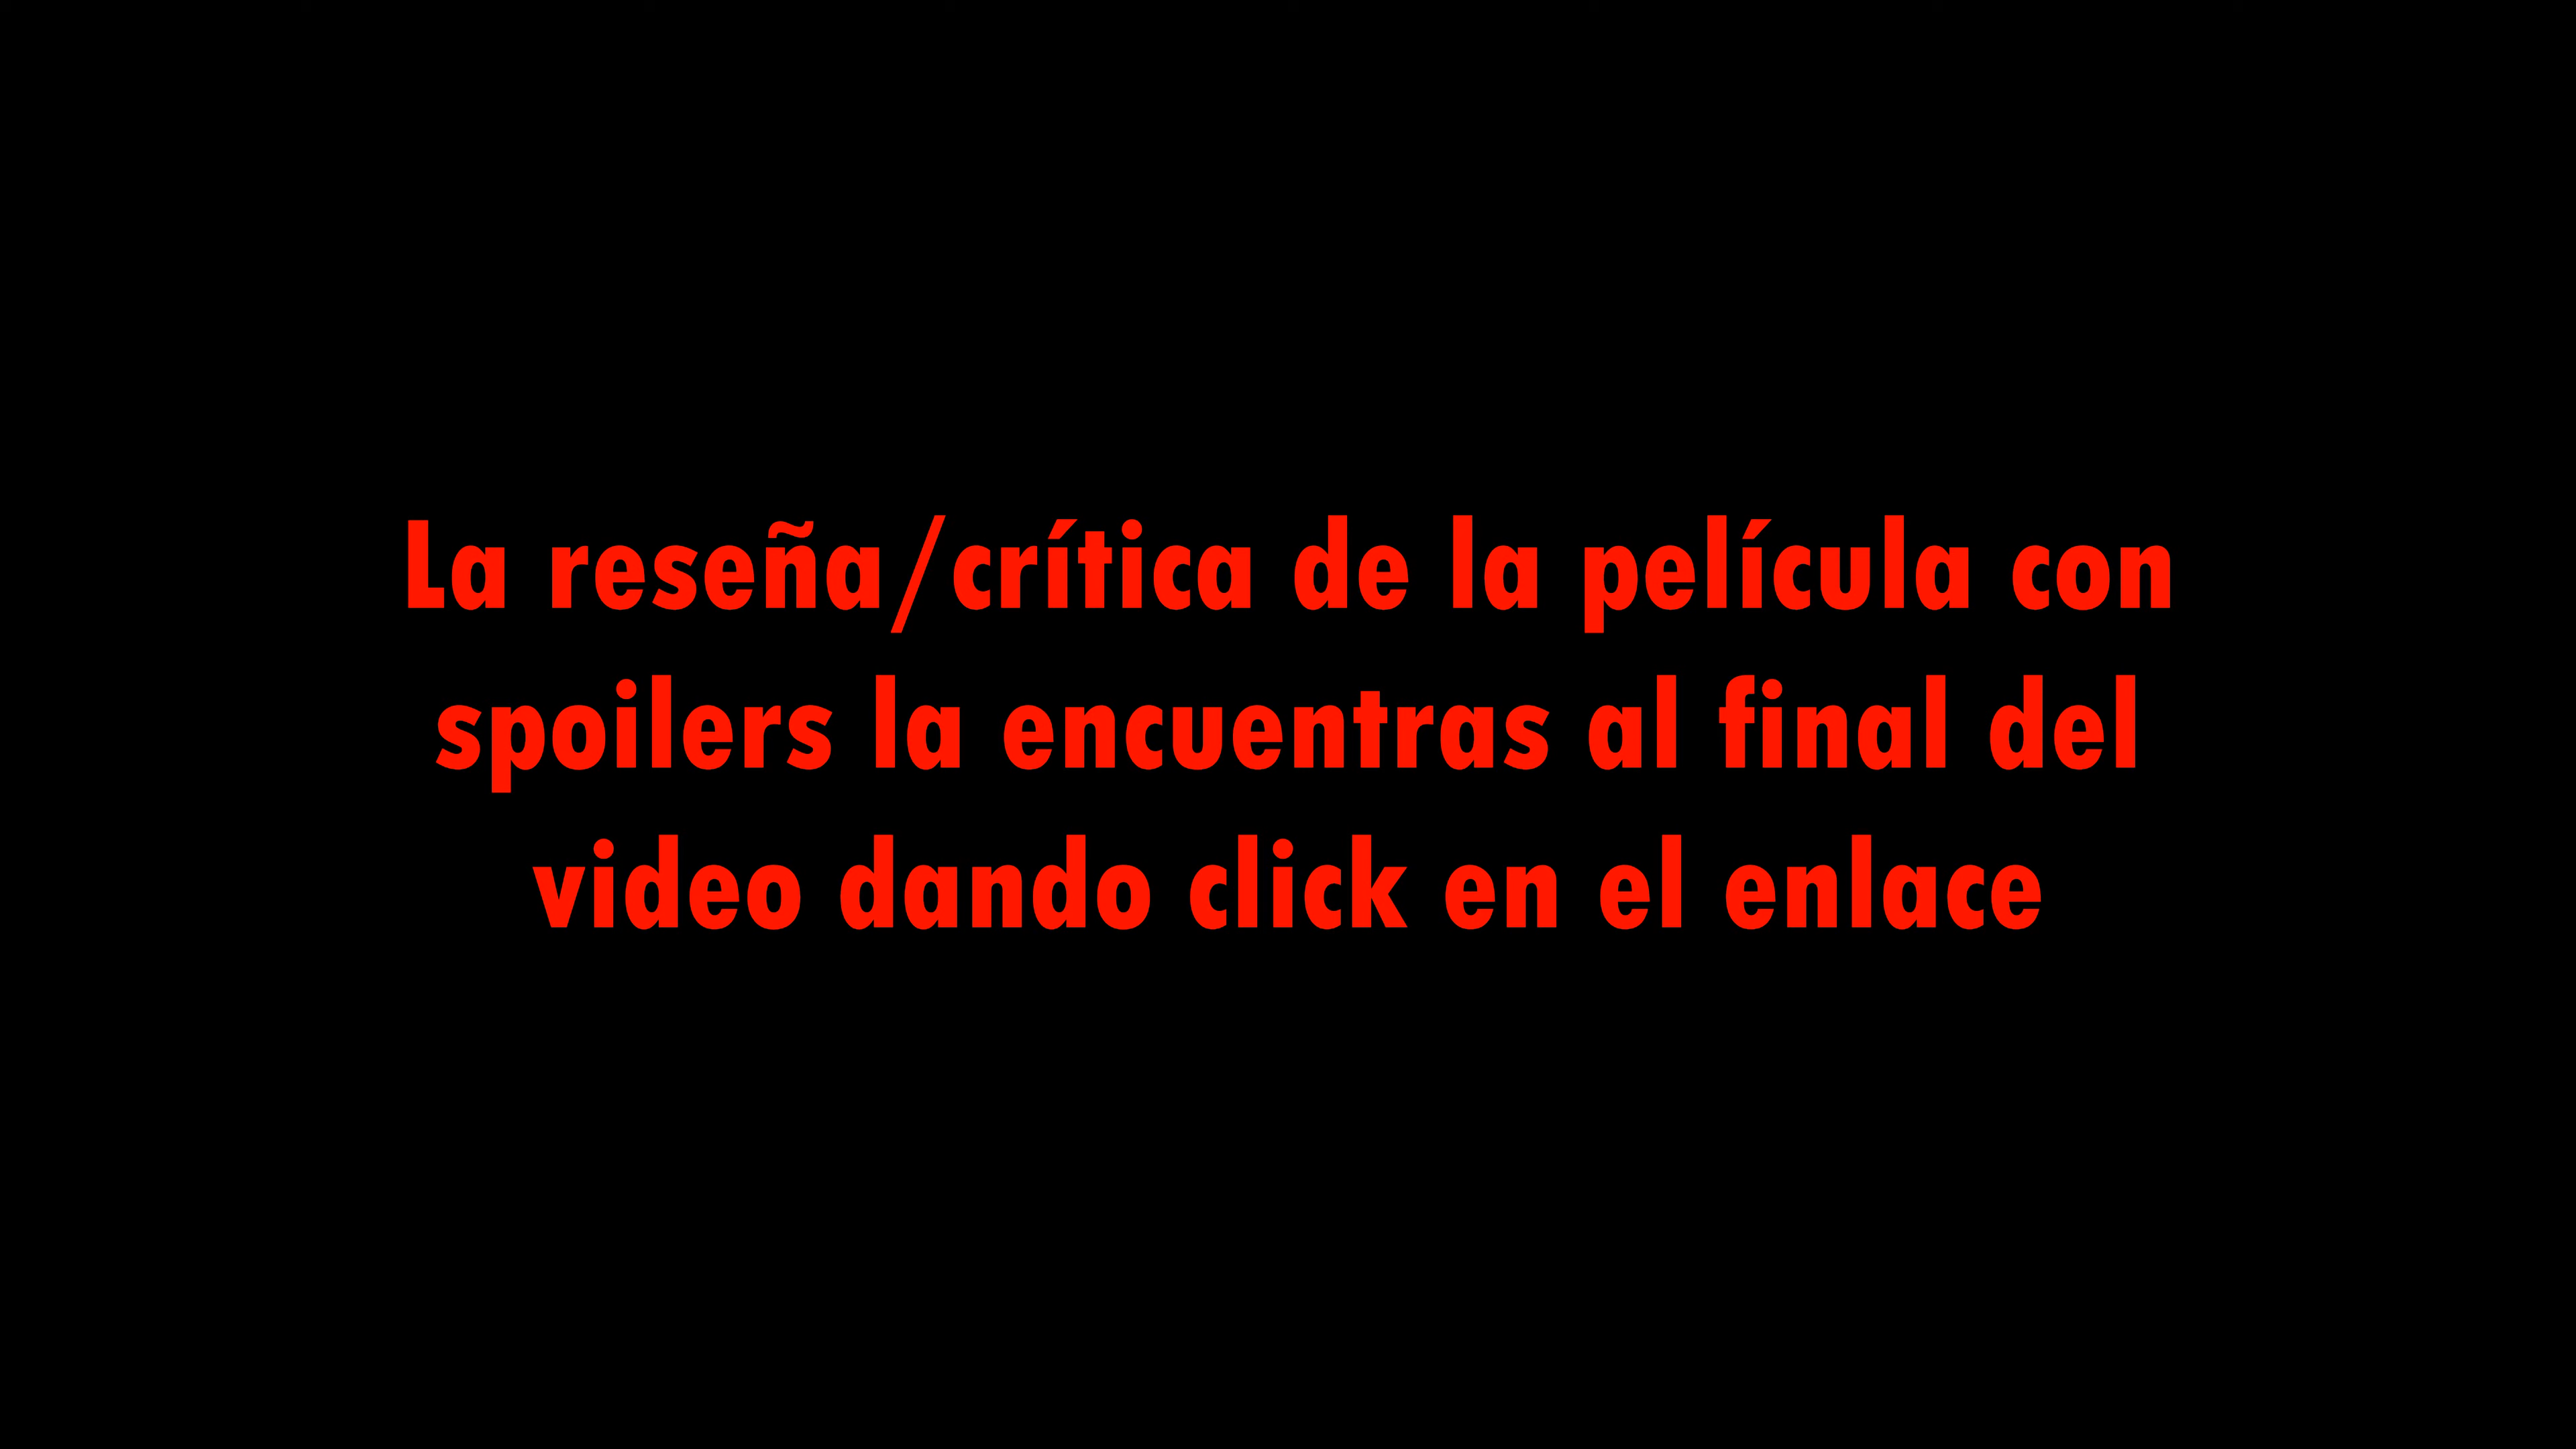 La reseña/crítica de la película con
spoilers la encuentras al final del
video dando click en el enlace